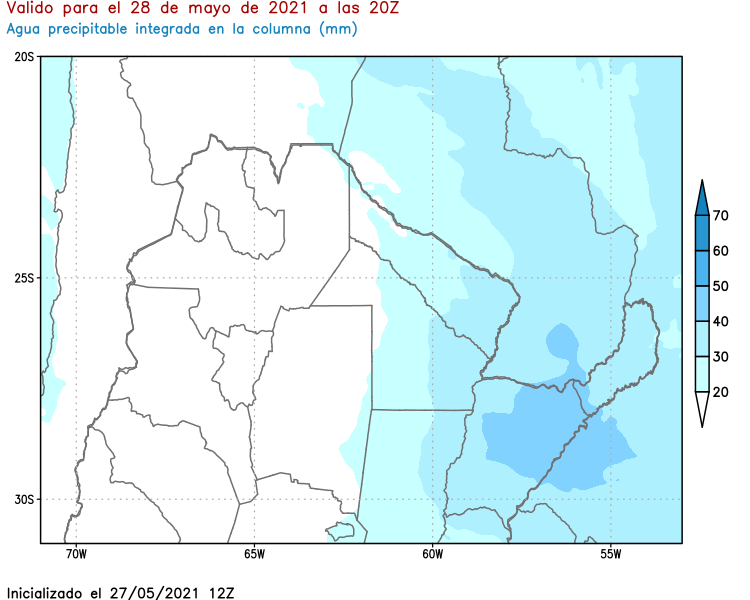 Valido para el 28 de mayo de 2021 a las 20Z
Agua precipitable integrada en la columna (mm)
20S
25S
30S
70W
65W
60W
55W
70
60
50
40
30
20
Inicializado el 27/05/2021 12Z